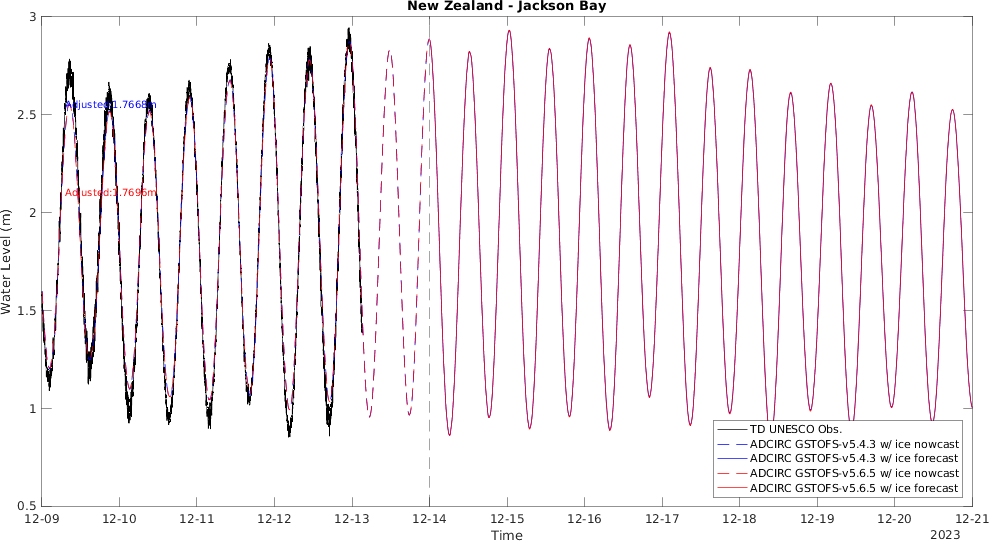 New Zealand - Jackson Bay
3
2.5
2
1.5
1
0.5
Water Level (m)
Adjusted:1.7668m
Adjusted:1.7696m
TD UNESCO Obs.
ADCIRC GSTOFS-v5.4.3 w/ ice nowcast
ADCIRC GSTOFS-v5.4.3 w/ ice forecast
ADCIRC GSTOFS-v5.6.5 w/ ice nowcast
ADCIRC GSTOFS-v5.6.5 w/ ice forecast
12-09 12-10 12-11 12-12 12-13 12-14 12-15 12-16 12-17 12-18 12-19 12-20 12-21
Time
2023